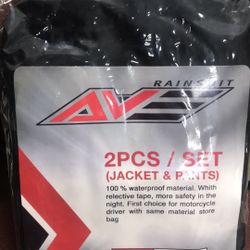 RAINSUIT
AVS
2PCS / SET
(JACKET & PANTS)
100 % waterproof material. Whith
relective tape, more safety in the
night. First choice for motorcycle
driver with same material store
bag